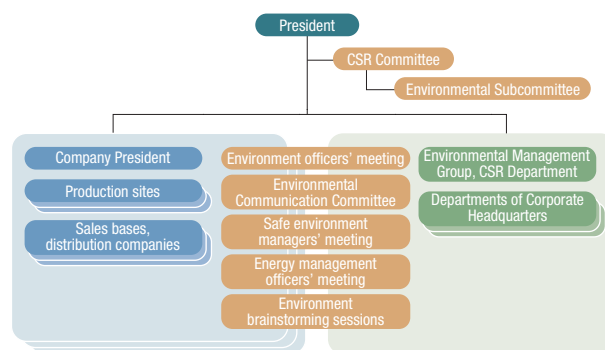 President
CSR Committee
Environmental Subcommittee
Company President
Production sites
Sales bases,
distribution companies
Environment officers' meeting
Environmental
Communication Committee
Safe environment
managers' meeting
Energy management
officers' meeting
Environment
brainstorming sessions
Environmental Management
Group, CSR Department
Departments of Corporate
Headquarters